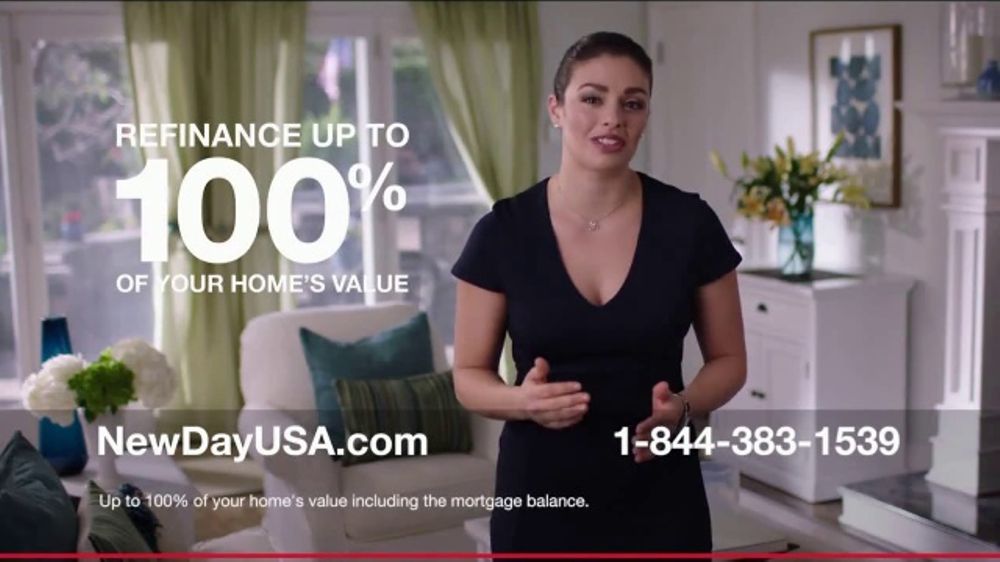 REFINANCE UP TO
100%
OF YOUR HOME'S VALUE
NewDayUSA.com
1-844-383-1539
Up to 100% of your home's value including the mortgage balance.